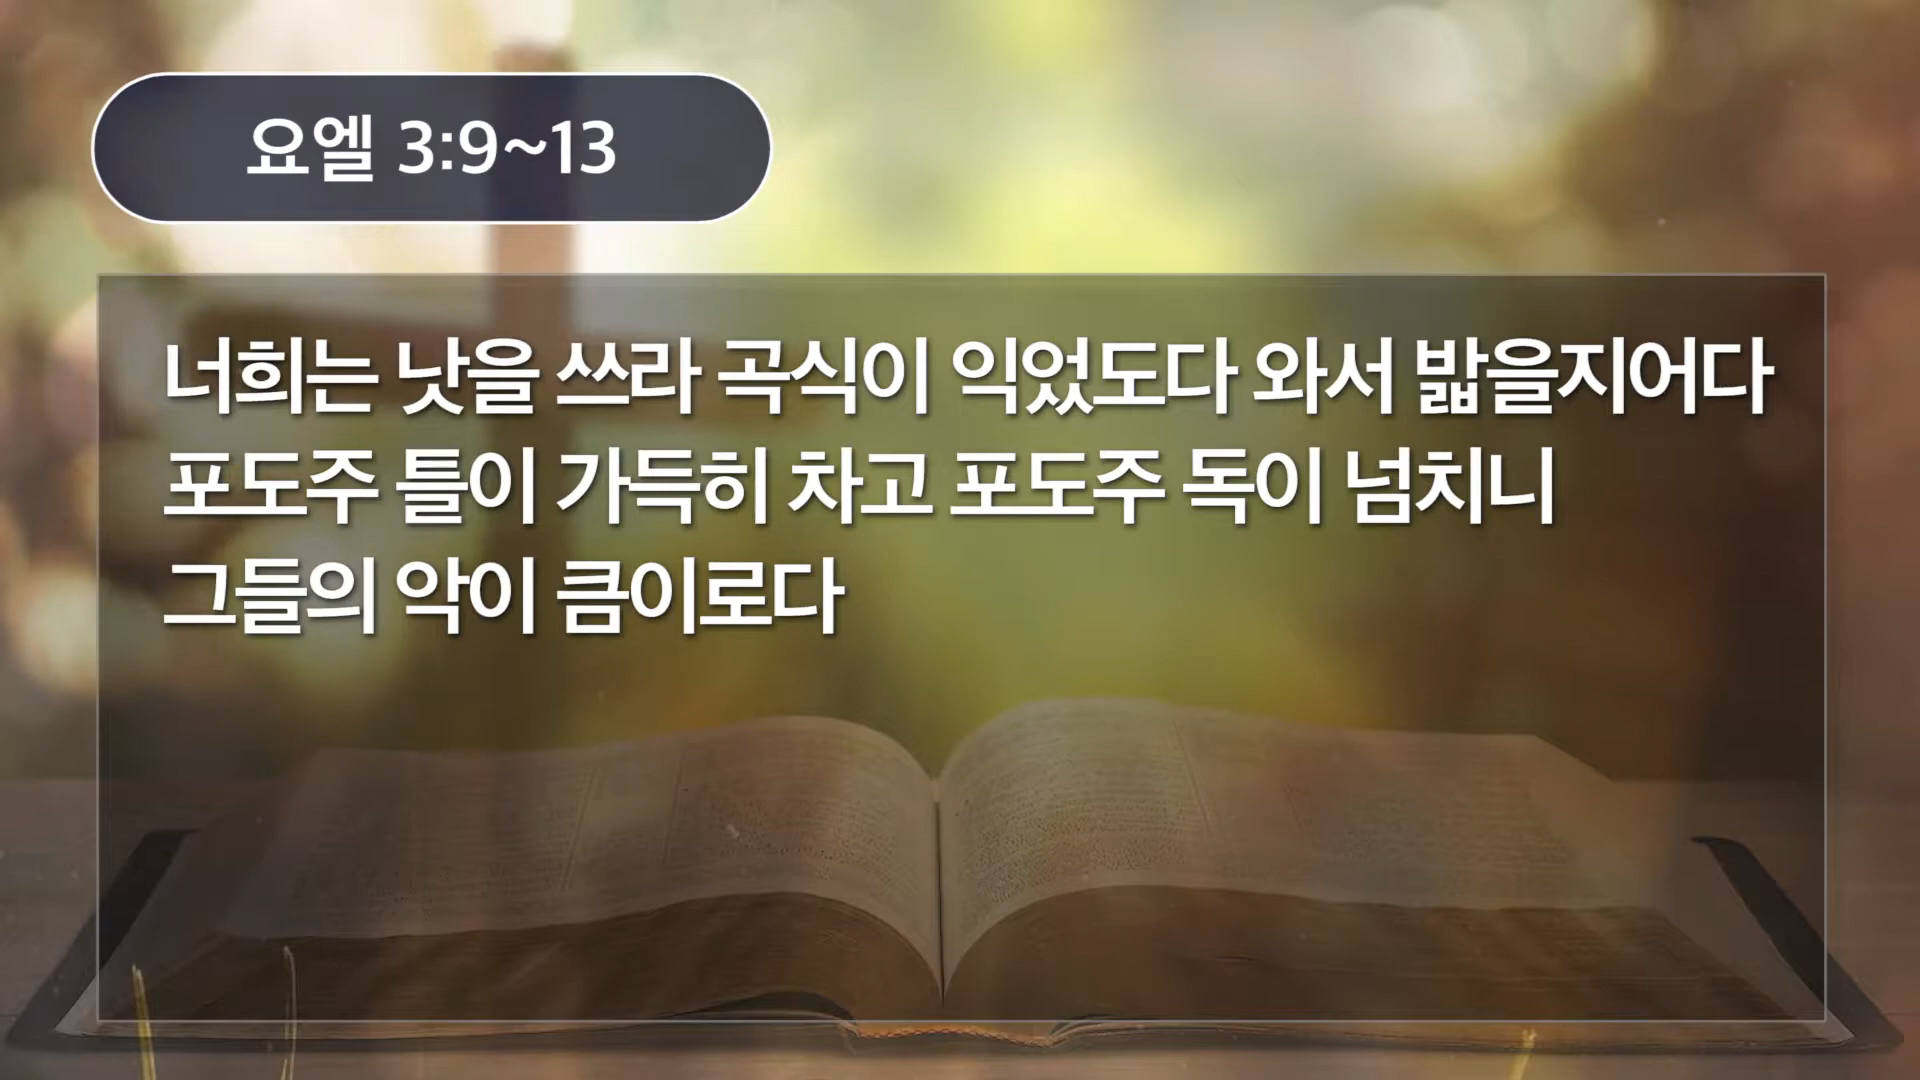 요엘 3:9~13
너희는 낫을 쓰라 곡식이 익었도다 와서 밟을지어다
포도주 틀이 가득히 차고 포도주 독이 넘치니
그들의 악이 큼이로다